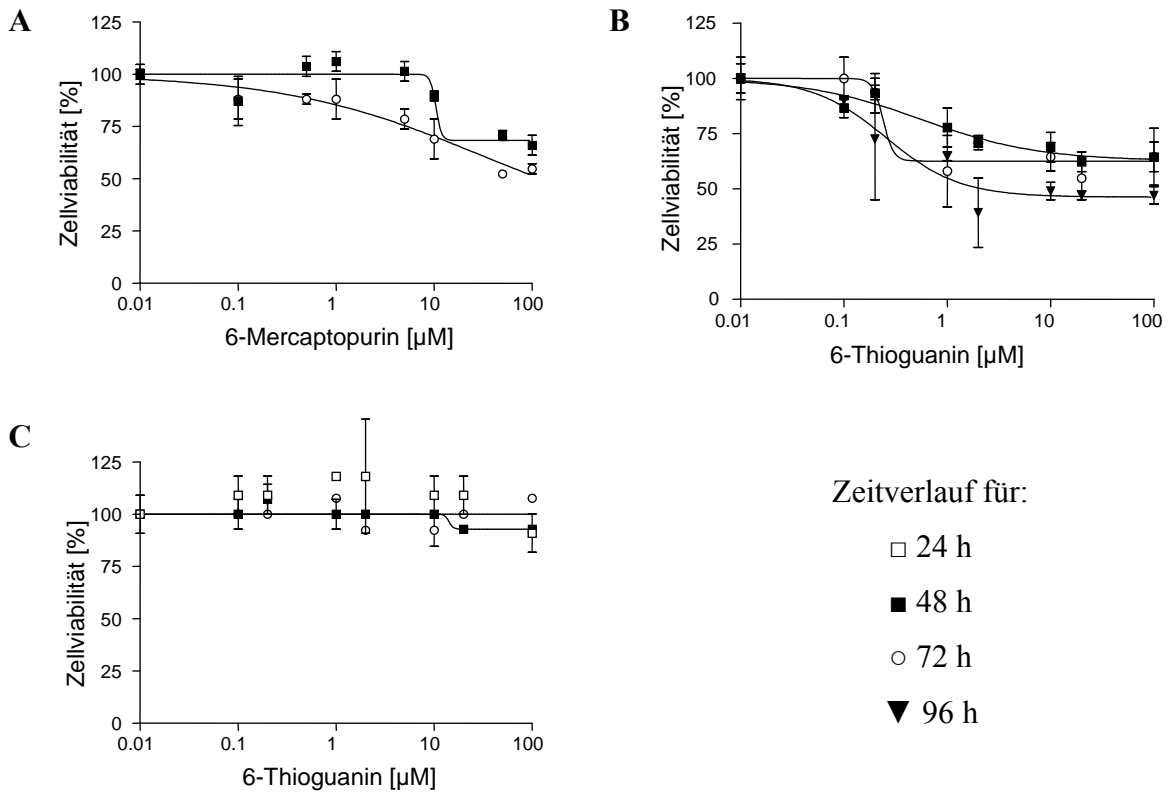 A
125
100
75
50
25
0
Zellviabilität [%]
0.01 0.1 1 10 100
6-Mercaptopurin [µM]
B
125
100
75
50
25
0
Zellviabilität [%]
0.01 0.1 1 10 100
6-Thioguanin [µM]
C
125
100
75
50
25
0
Zellviabilität [%]
0.01 0.1 1 10 100
6-Thioguanin [µM]
Zeitverlauf für:
24 h
48 h
72 h
96 h